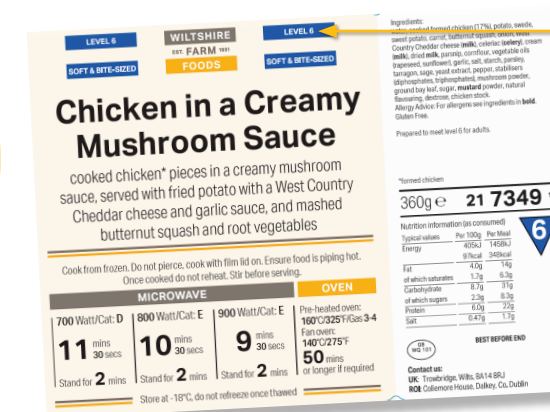 LEVEL 6
WILTSHIRE
EST. FARM 1991
FOODS
LEVEL 6
SOFT & BITE-SIZED
SOFT & BITE-SIZED
Chicken in a Creamy
Mushroom Sauce
cooked chicken* pieces in a creamy mushroom
sauce, served with fried potato with a West Country
Cheddar cheese and garlic sauce, and mashed
butternut squash and root vegetables
Cook from frozen. Do not pierce, cook with film lid on. Ensure food is piping hot.
Once cooked do not reheat. Stir before serving.
MICROWAVE
OVEN
700 Watt/Cat: D
11 mins
30 secs
Stand for 2 mins
800 Watt/Cat: E
10 mins
30 secs
Stand for 2 mins
900 Watt/Cat: E
9 mins
30 secs
Stand for 2 mins
Pre-heated oven:
160°C/325°F/Gas 3-4
Fan oven:
140°C/275°F
50 mins
or longer if required
Store at -18°C, do not refreeze once thawed
Ingredients:
cooked formed chicken (17%), potato, swede,
sweet potato, carrot, butternut squash, onion, West
Country Cheddar cheese (milk), celeriac (celery), cream
(milk), dried milk, parsnip, cornflour, vegetable oils
(rapeseed, sunflower), garlic, salt, starch, parsley,
tarragon, sage, yeast extract, pepper, stabilisers
(diphosphates, triphosphates), mushroom powder,
ground bay leaf, sugar, mustard powder, natural
flavouring, dextrose, chicken stock.
Allergy Advice: For allergens see ingredients in bold.
Gluten Free.
Prepared to meet level 6 for adults.
*formed chicken
360g e
21 7349
Nutrition information (as consumed)
Typical values Per 100g Per Meal
Energy 405kJ 1458kJ
97kcal 348kcal
Fat 4.0g 14g
of which saturates 1.7g 6.3g
Carbohydrate 8.7g 31g
of which sugars 2.3g 8.3g
Protein 6.0g 22g
Salt 0.47g 1.7g
6
GB
WQ 101
BEST BEFORE END
Contact us:
UK: Trowbridge, Wilts, BA14 8RJ
ROI: Coliemore House, Dalkey, Co. Dublin